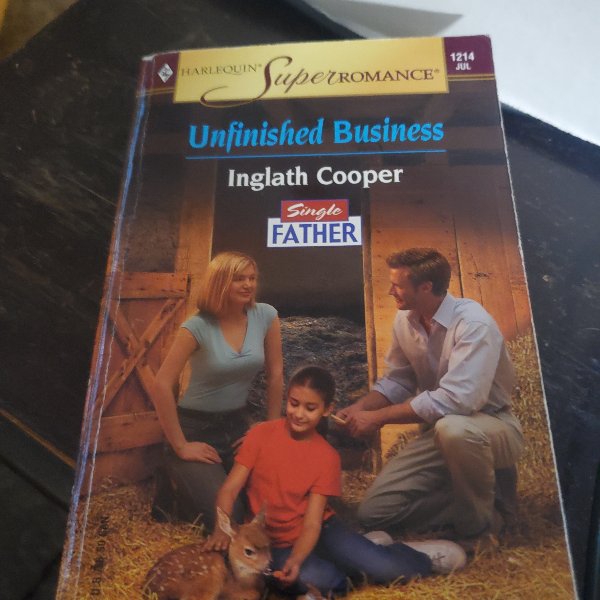 HARLEQUIN® SuperROMANCE®
1214
JUL
Unfinished Business
Inglath Cooper
Single
FATHER